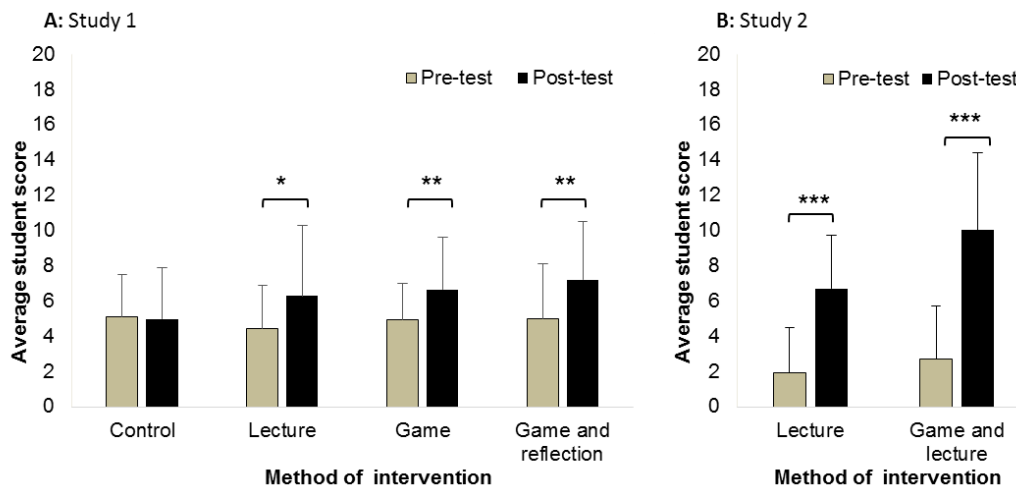 A: Study 1
Pre-test Post-test
Average student score
20
18
16
14
12
10
8
6
4
2
0
*
**
**
Control
Lecture
Game
Game and
reflection
Method of intervention
B: Study 2
Pre-test Post-test
Average student score
20
18
16
14
12
10
8
6
4
2
0
***
***
Lecture
Game and
lecture
Method of intervention